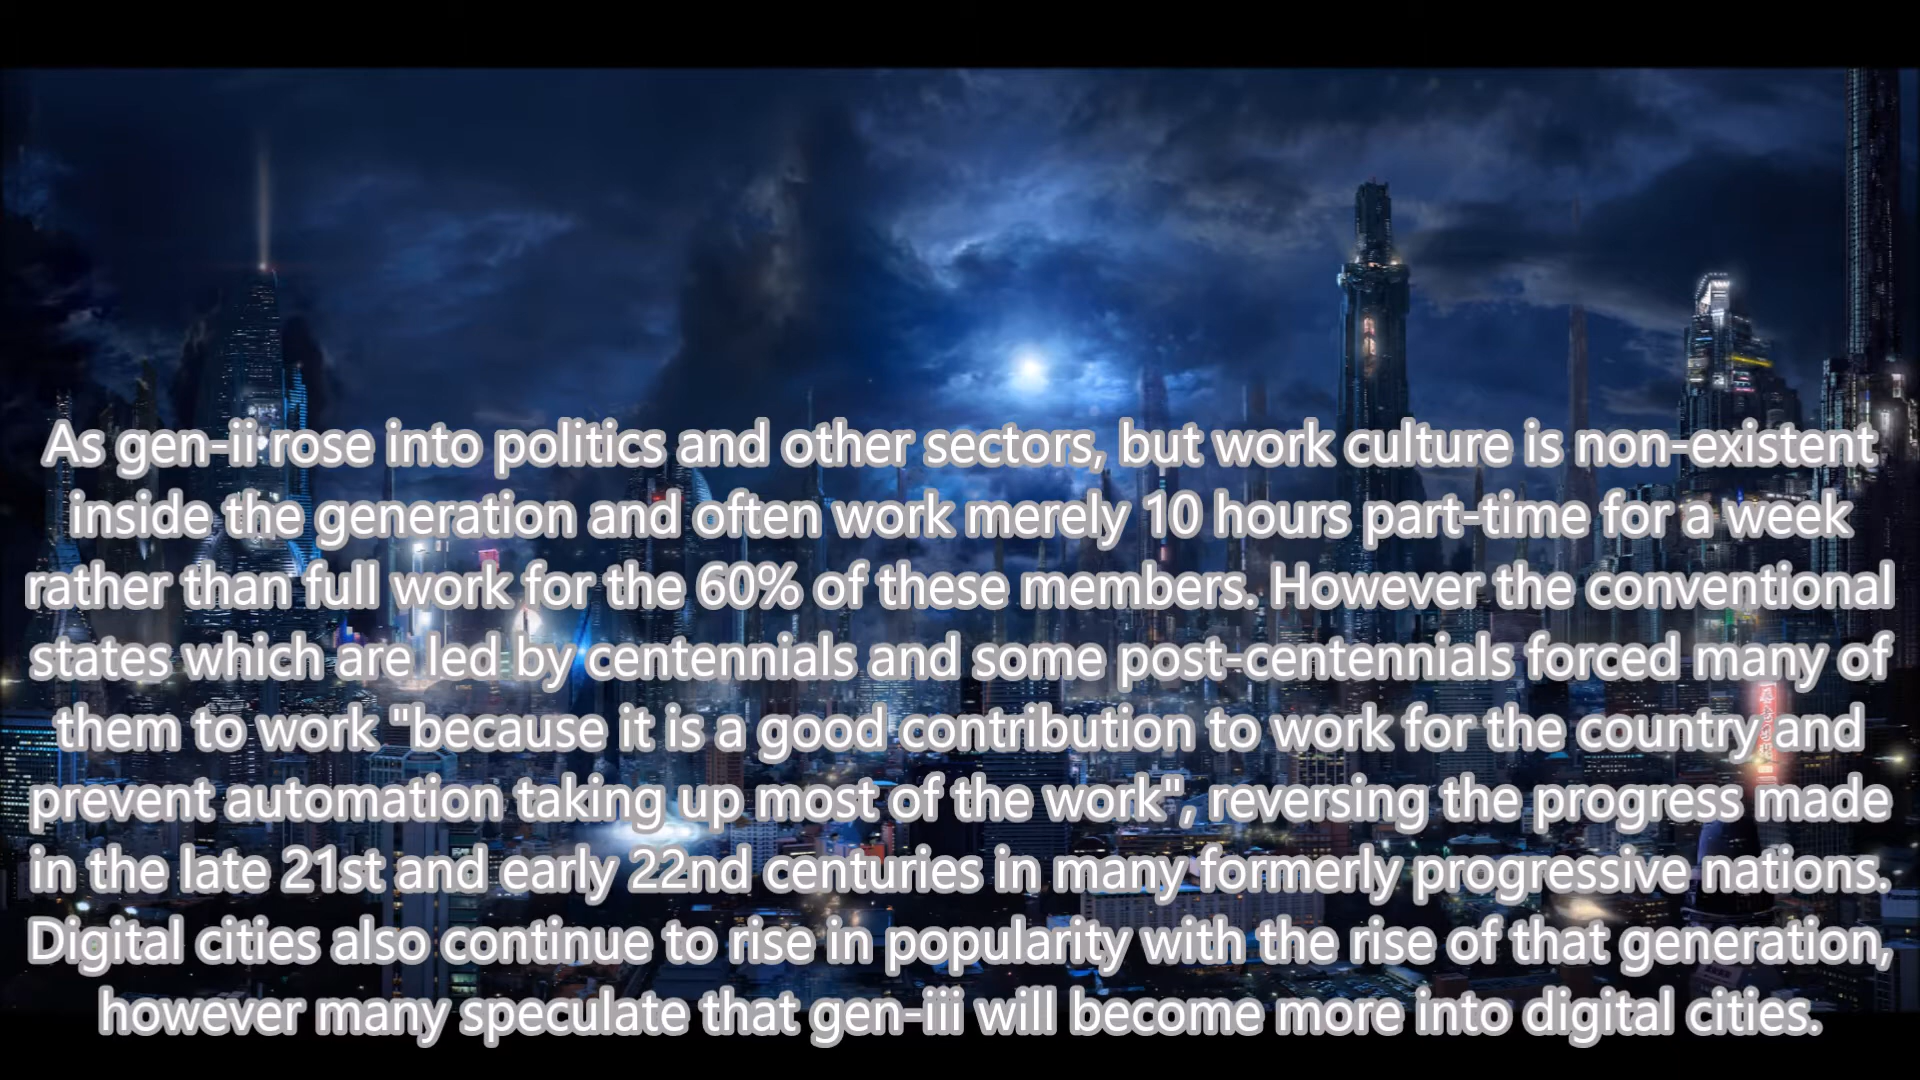 As gen-ii rose into politics and other sectors, but work culture is non-existent
inside the generation and often work merely 10 hours part-time for a week
rather than full work for the 60% of these members. However the conventional
states which are led by centennials and some post-centennials forced many of
them to work "because it is a good contribution to work for the country and
prevent automation taking up most of the work", reversing the progress made
in the late 21st and early 22nd centuries in many formerly progressive nations.
Digital cities also continue to rise in popularity with the rise of that generation,
however many speculate that gen-iii will become more into digital cities.